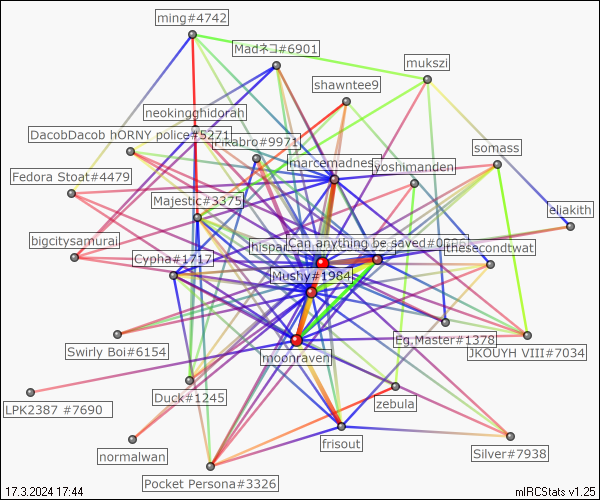 ming#4742
Madネコ#6901
mukszi
shawntee9
neokingghidorah
DacobDacob hORNY police#5271
Pikabro#9971
somass
marcemadness
yoshimanden
Fedora Stoat#4479
Majestic#3375
eliakith
bigcitysamurai
Can anything be saved#0
Cypha#1717
Mushy#1984
Eg.Master#1378
Swirly Boi#6154
moonraven
JKOUYH VIII#7034
Duck#1245
zebula
LPK2387 #7690
frisout
normalwan
Silver#7938
Pocket Persona#3326
17.3.2024 17:44
mIRCStats v1.25